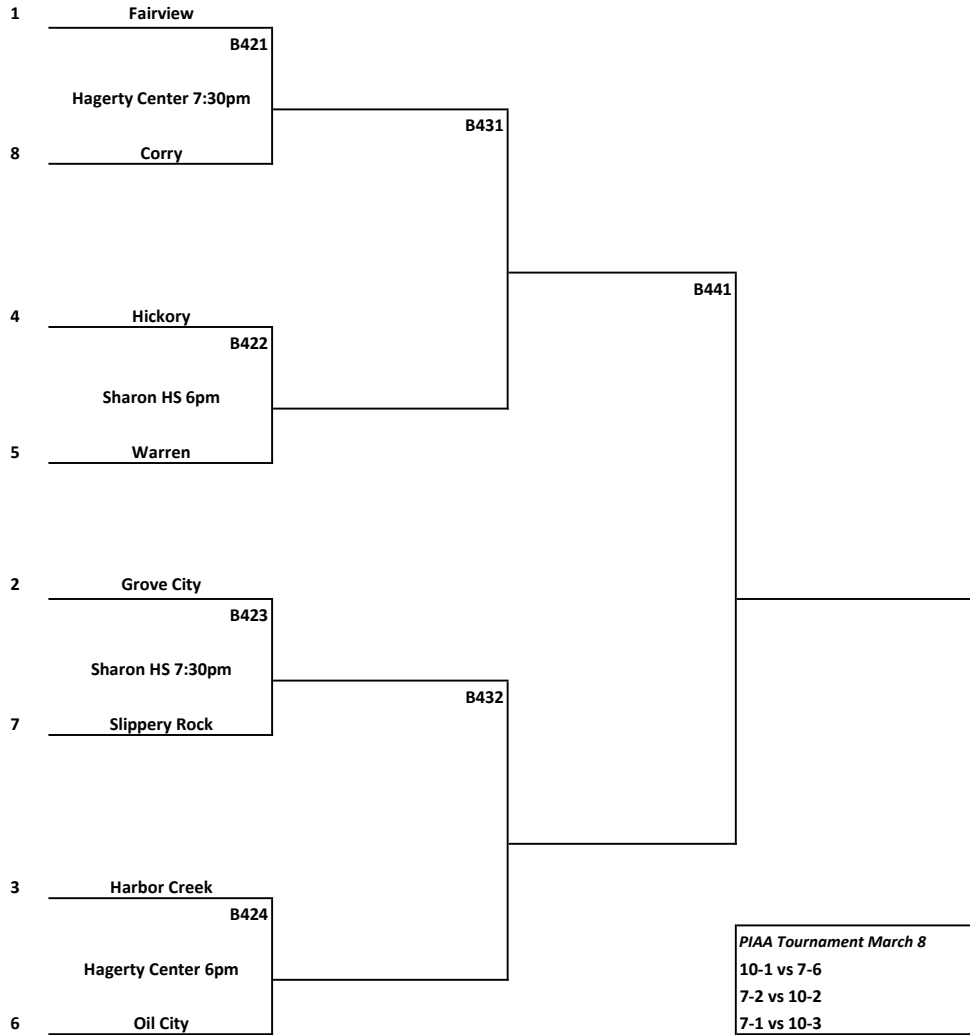 1 Fairview
B421
Hagerty Center 7:30pm
B431
8 Corry
B441
4 Hickory
B422
Sharon HS 6pm
5 Warren
2 Grove City
B423
Sharon HS 7:30pm
B432
7 Slippery Rock
3 Harbor Creek
B424
Hagerty Center 6pm
6 Oil City
PIAA Tournament March 8
10-1 vs 7-6
7-2 vs 10-2
7-1 vs 10-3